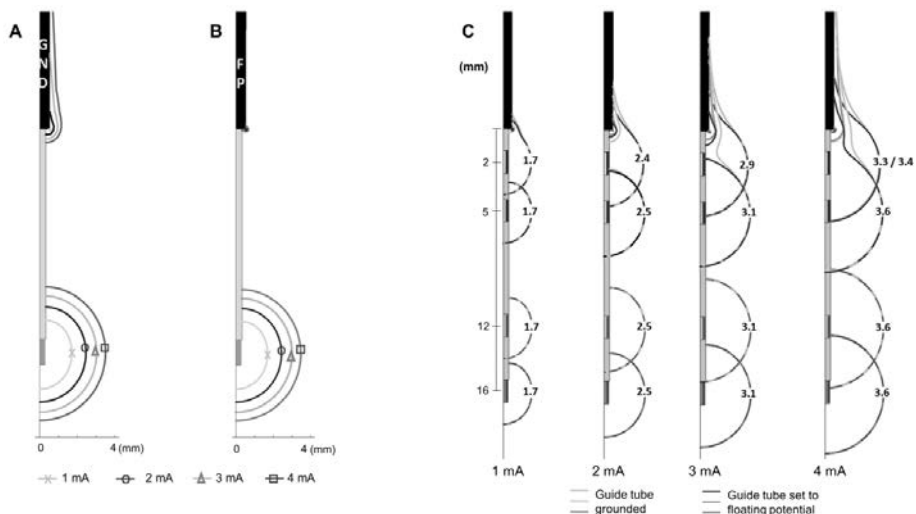 A
B
C
GND
FP
(mm)
2
5
12
16
1.7
1.7
1.7
1.7
2.4
2.5
2.5
2.5
2.9
3.1
3.1
3.1
3.3 / 3.4
3.6
3.6
3.6
0 4 (mm)
0 4 (mm)
1 mA 2 mA 3 mA 4 mA
1 mA 2 mA 3 mA 4 mA
Guide tube
grounded
Guide tube set to
floating potential